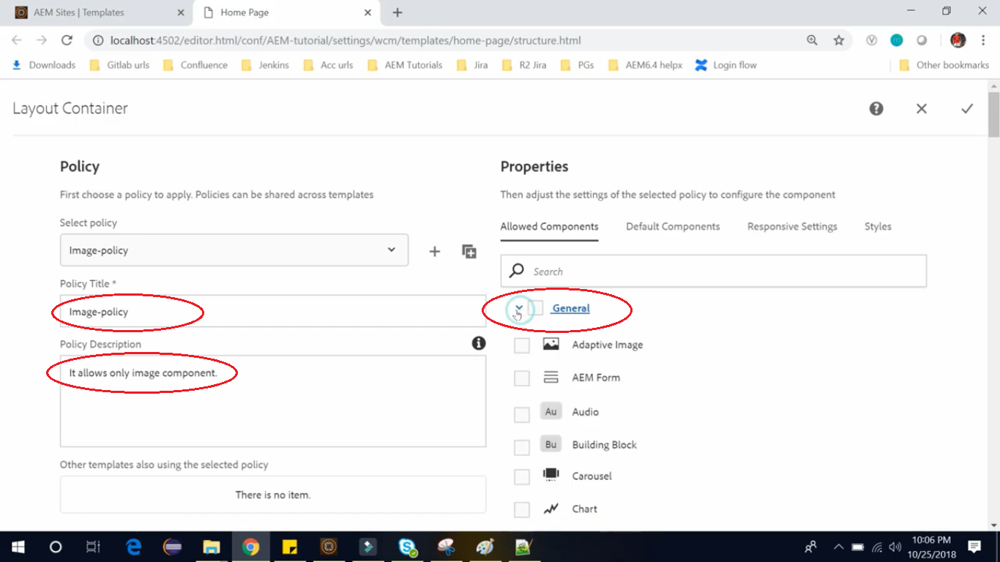 AEM Sites | Templates
Home Page
localhost:4502/editor.html/conf/AEM-tutorial/settings/wcm/templates/home-page/structure.html
Downloads Gitlab urls Confluence Jenkins Acc urls AEM Tutorials Jira R2 Jira PGs AEM6.4 helpx Login flow Other bookmarks
Layout Container
Policy
First choose a policy to apply. Policies can be shared across templates
Select policy
Image-policy
Policy Title *
Image-policy
Policy Description
It allows only image component.
Other templates also using the selected policy
There is no item.
Properties
Then adjust the settings of the selected policy to configure the component
Allowed Components Default Components Responsive Settings Styles
Search
General
Adaptive Image
AEM Form
Au Audio
Bu Building Block
Carousel
Chart
10:06 PM
10/25/2018